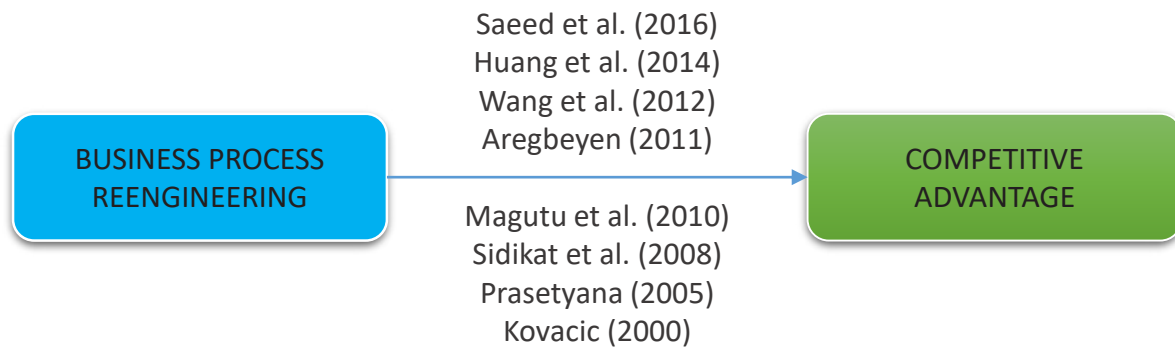 Saeed et al. (2016)
Huang et al. (2014)
Wang et al. (2012)
Aregbeyen (2011)
BUSINESS PROCESS
REENGINEERING
COMPETITIVE
ADVANTAGE
Magutu et al. (2010)
Sidikat et al. (2008)
Prasetyana (2005)
Kovacic (2000)